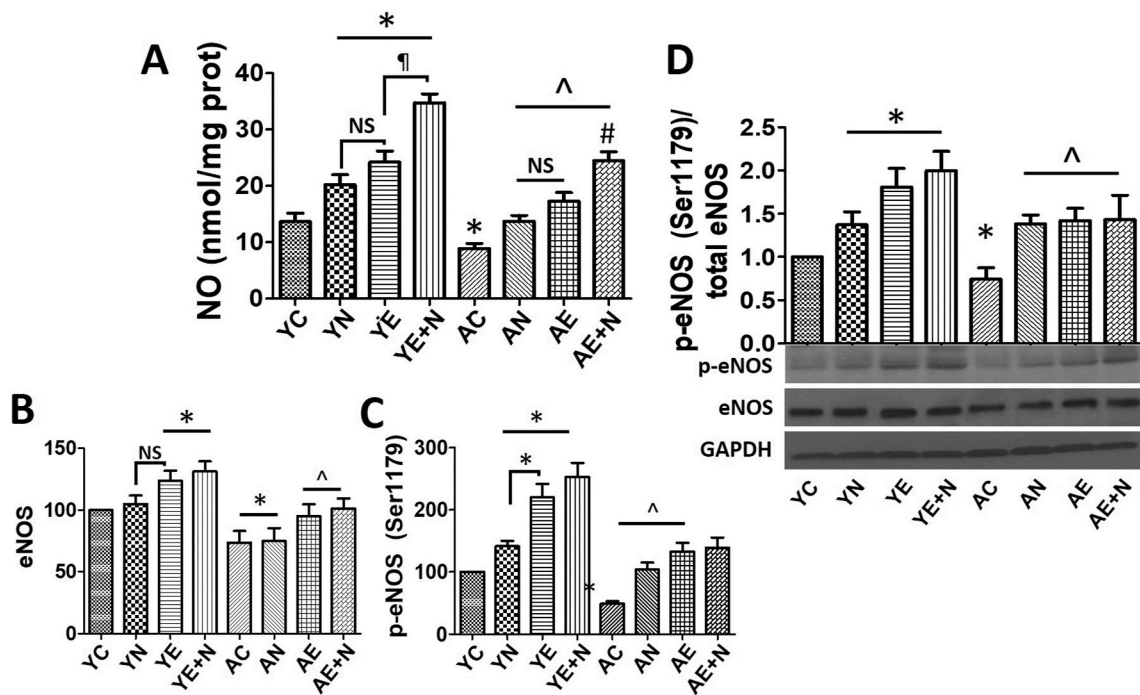 A
NO (nmol/mg prot)
40
30
20
10
0
*
¶
NS
*
^
NS
#
YC YN YE YE+N AC AN AE AE+N
B
eNOS
150
100
50
0
NS
*
*
^
YC YN YE YE+N AC AN AE AE+N
C
p-eNOS (Ser1179)
300
200
100
0
*
*
*
^
YC YN YE YE+N AC AN AE AE+N
D
p-eNOS (Ser1179)/
total eNOS
2.5
2.0
1.5
1.0
0.5
0.0
*
*
^
p-eNOS
eNOS
GAPDH
YC YN YE YE+N AC AN AE AE+N